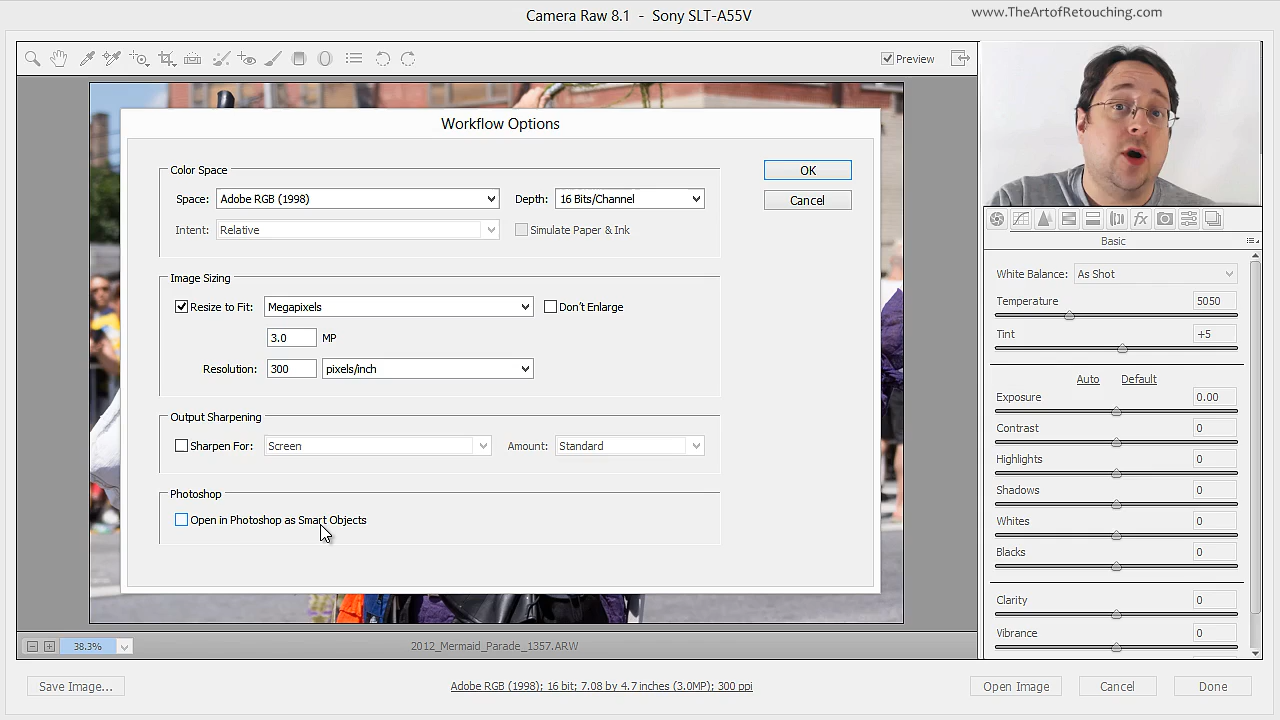 Camera Raw 8.1 - Sony SLT-A55V
www.TheArtofRetouching.com
Preview
Workflow Options
Color Space
Space: Adobe RGB (1998) Depth: 16 Bits/Channel
Intent: Relative Simulate Paper & Ink
OK
Cancel
Image Sizing
Resize to Fit: Megapixels Don't Enlarge
3.0 MP
Resolution: 300 pixels/inch
Output Sharpening
Sharpen For: Screen Amount: Standard
Photoshop
Open in Photoshop as Smart Objects
Basic
White Balance: As Shot
Temperature 5050
Tint +5
Auto Default
Exposure 0.00
Contrast 0
Highlights 0
Shadows 0
Whites 0
Blacks 0
Clarity 0
Vibrance 0
38.3% 2012_Mermaid_Parade_1357.ARW
Save Image... Adobe RGB (1998); 16 bit; 7.08 by 4.7 inches (3.0MP); 300 ppi Open Image Cancel Done